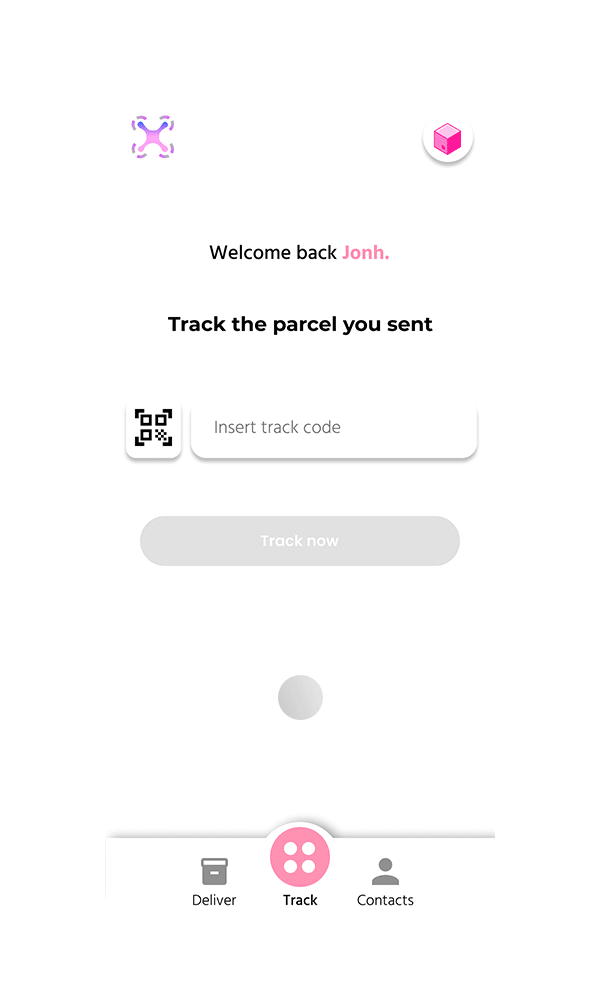 Welcome back Jonh.
Track the parcel you sent
Insert track code
Track now
Deliver
Track
Contacts